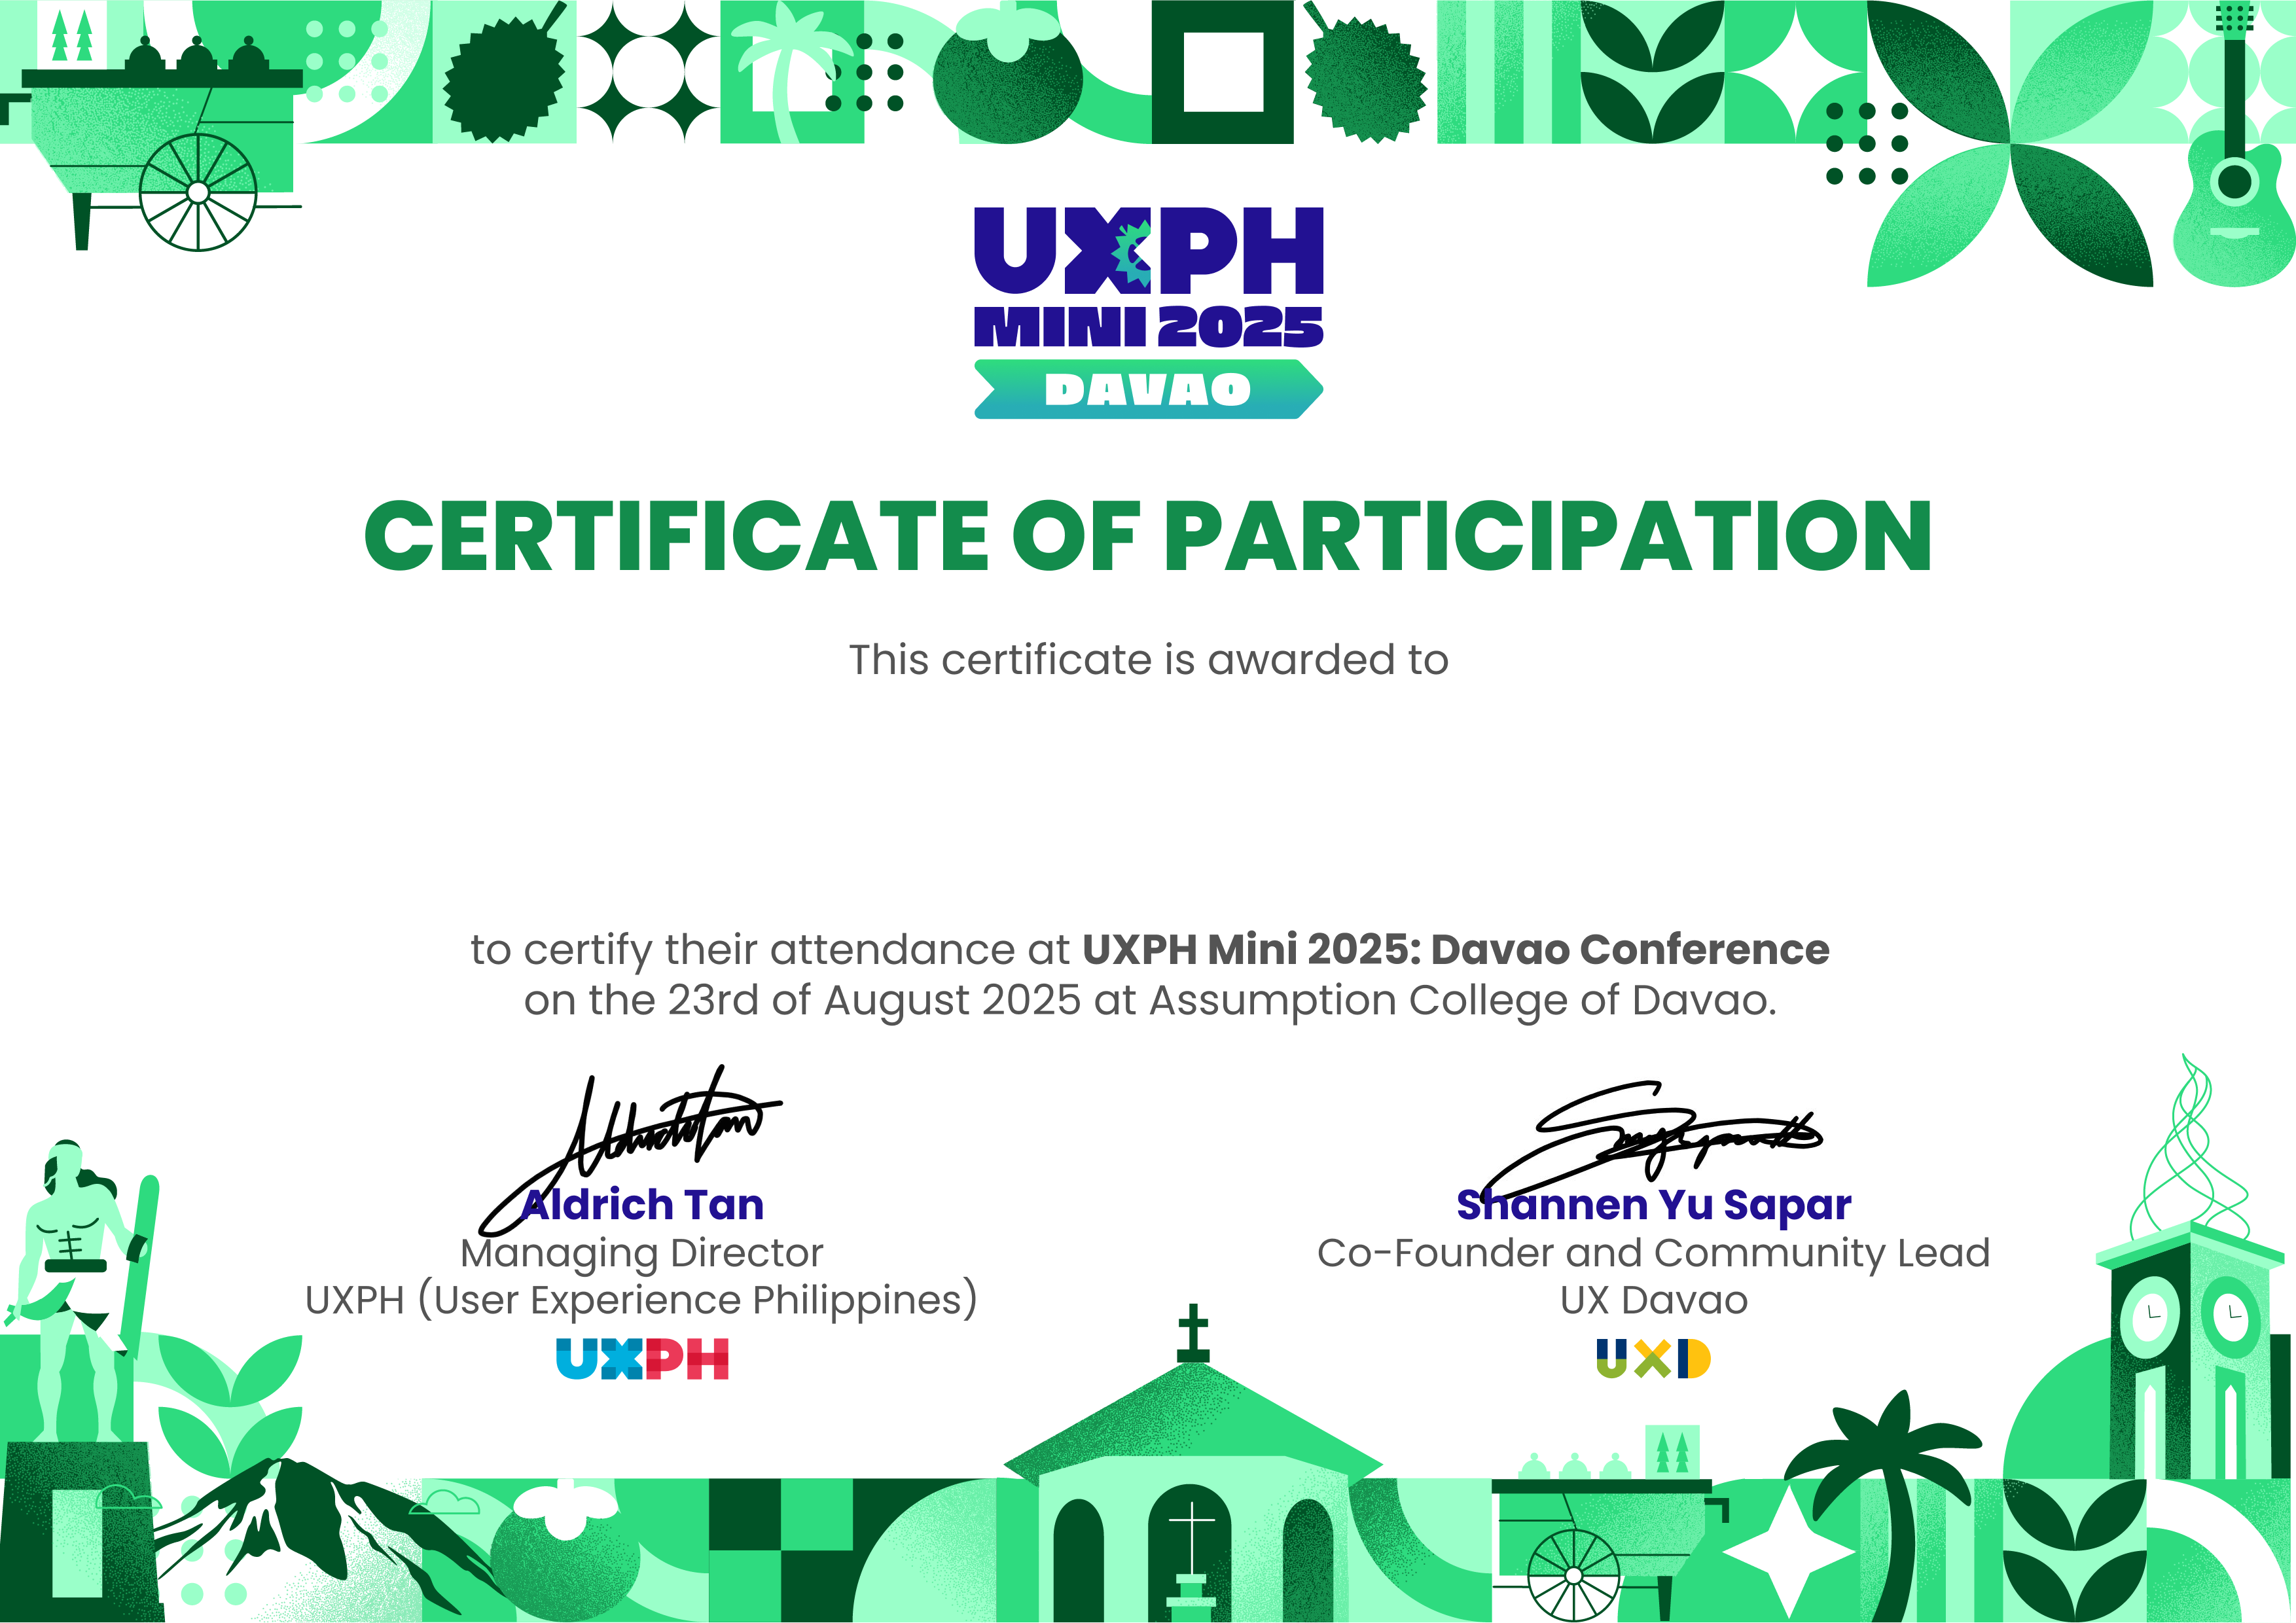 UXPH
MINI 2025
DAVAO
CERTIFICATE OF PARTICIPATION
This certificate is awarded to
to certify their attendance at UXPH Mini 2025: Davao Conference
on the 23rd of August 2025 at Assumption College of Davao.
Aldrich Tan
Managing Director
UXPH (User Experience Philippines)
UXPH
Shannen Yu Sapar
Co-Founder and Community Lead
UX Davao
UXD